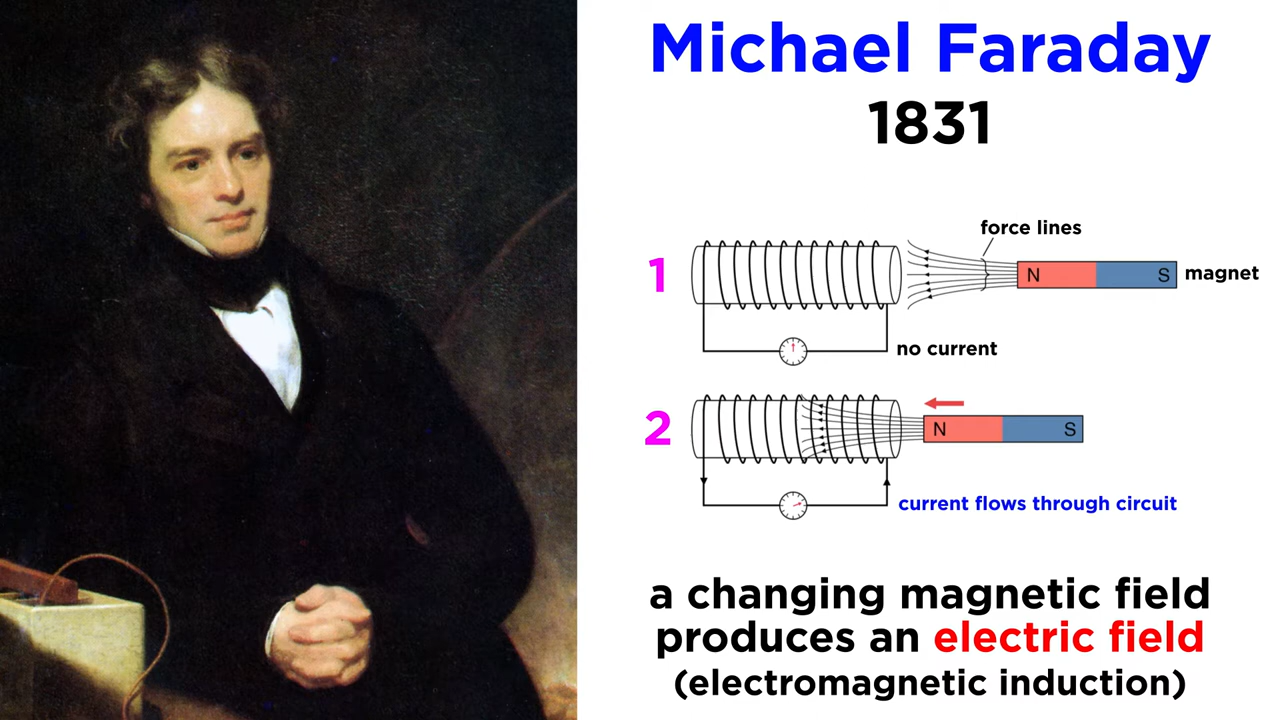 Michael Faraday
1831
force lines
1
N
S
magnet
no current
2
N
S
current flows through circuit
a changing magnetic field
produces an electric field
(electromagnetic induction)